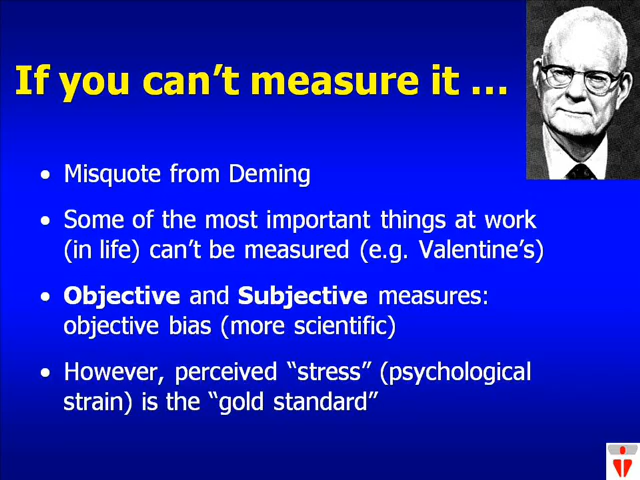 If you can’t measure it …
• Misquote from Deming
• Some of the most important things at work
(in life) can’t be measured (e.g. Valentine’s)
• Objective and Subjective measures:
objective bias (more scientific)
• However, perceived “stress” (psychological
strain) is the “gold standard”